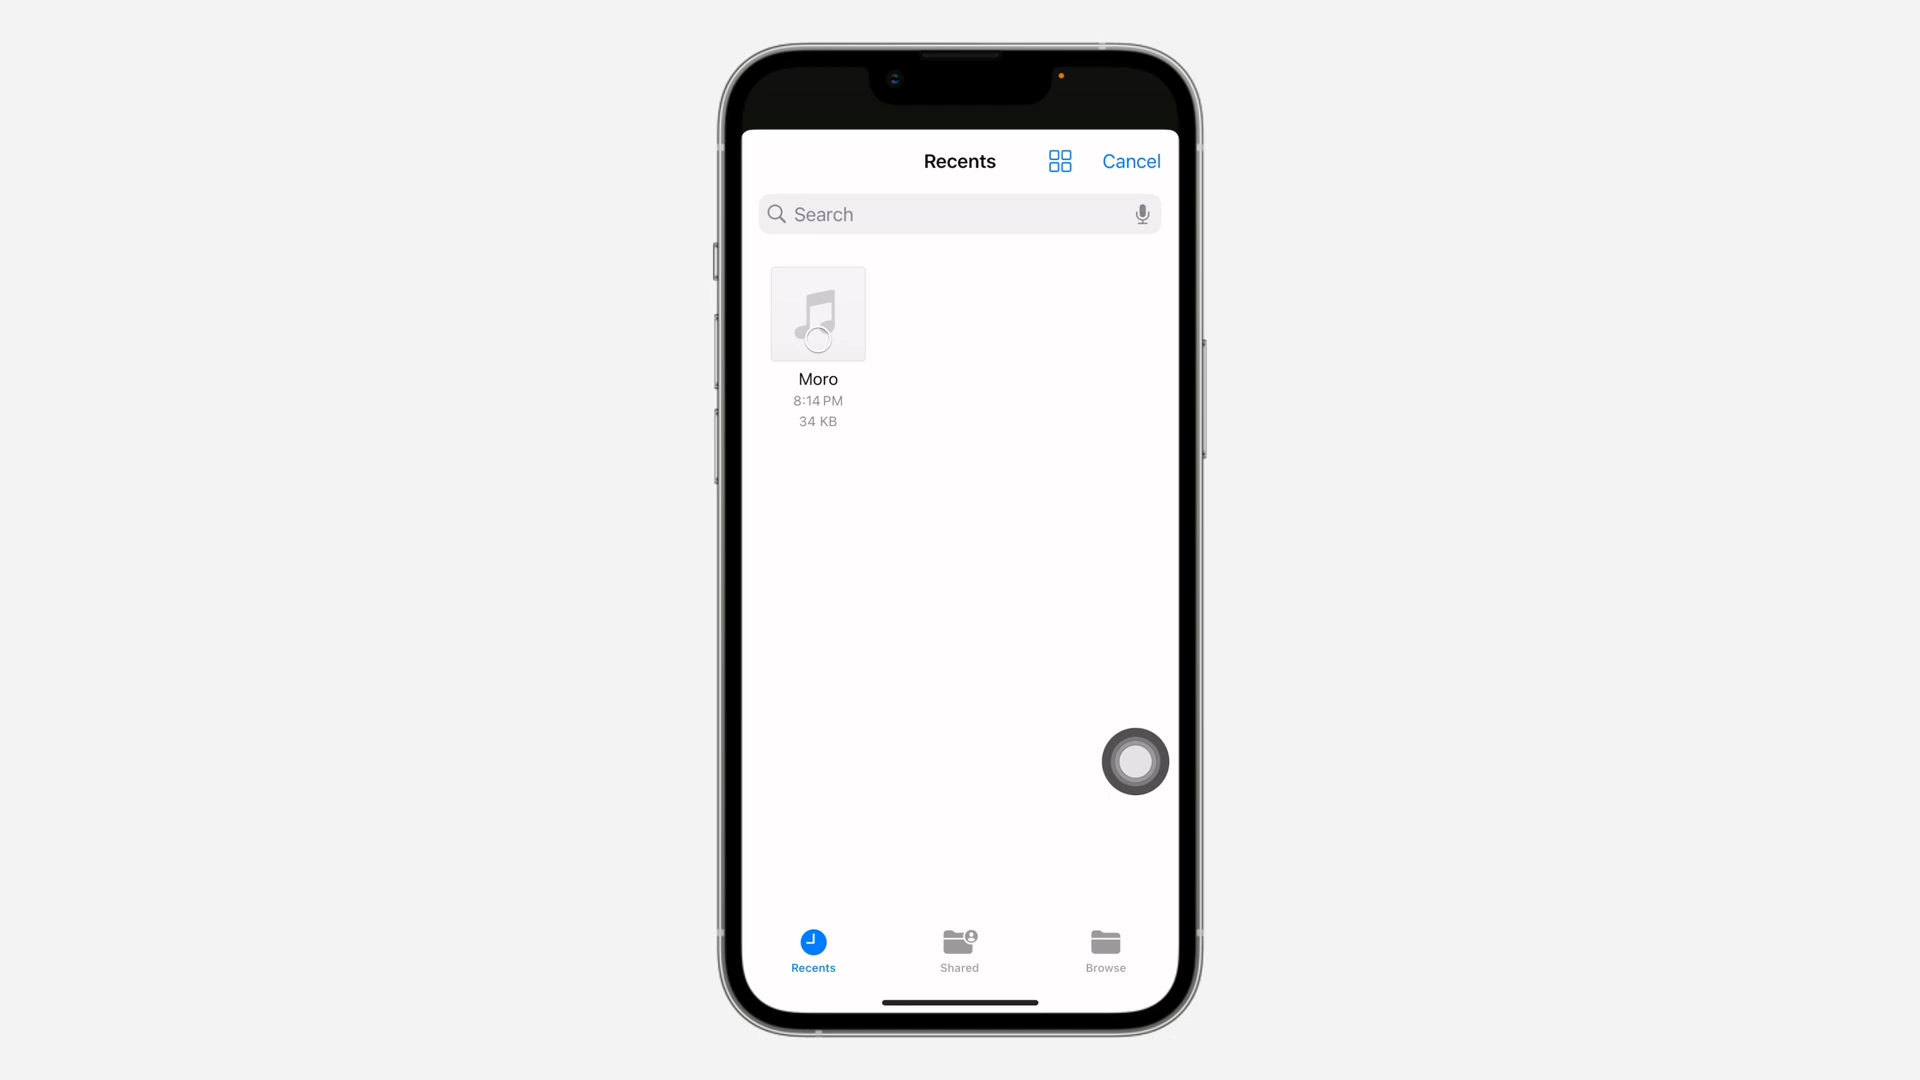 Recents
Cancel
Search
Moro
8:14 PM
34 KB
Recents
Shared
Browse